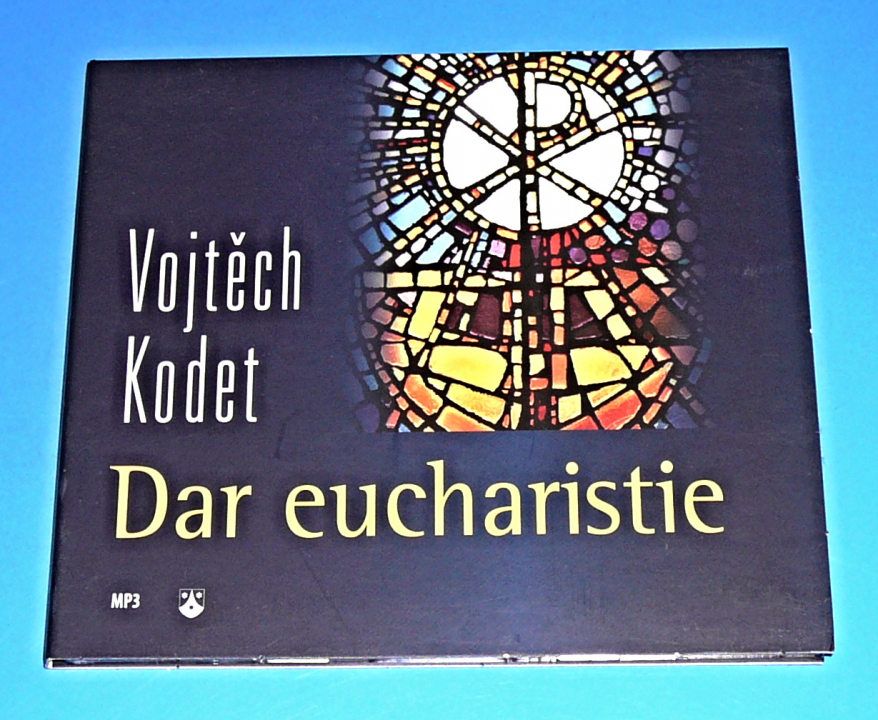 Vojtěch
Kodet
Dar eucharistie
MP3